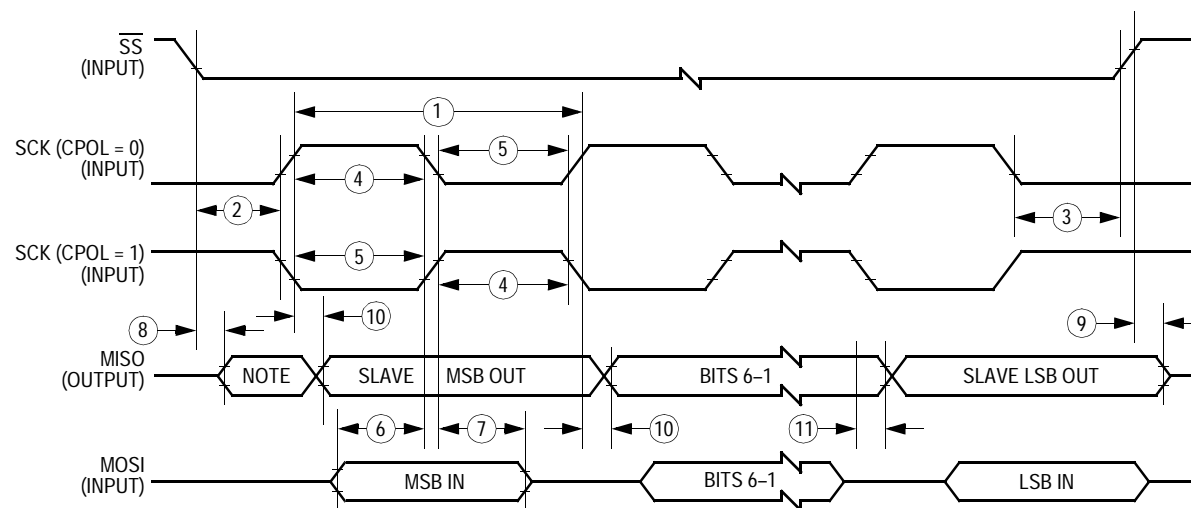 SS
(INPUT)
1
SCK (CPOL = 0)
(INPUT)
5
4
2
3
SCK (CPOL = 1)
(INPUT)
5
4
8
10
9
MISO
(OUTPUT)
NOTE
SLAVE
MSB OUT
BITS 6–1
SLAVE LSB OUT
6
7
10
11
MOSI
(INPUT)
MSB IN
BITS 6–1
LSB IN